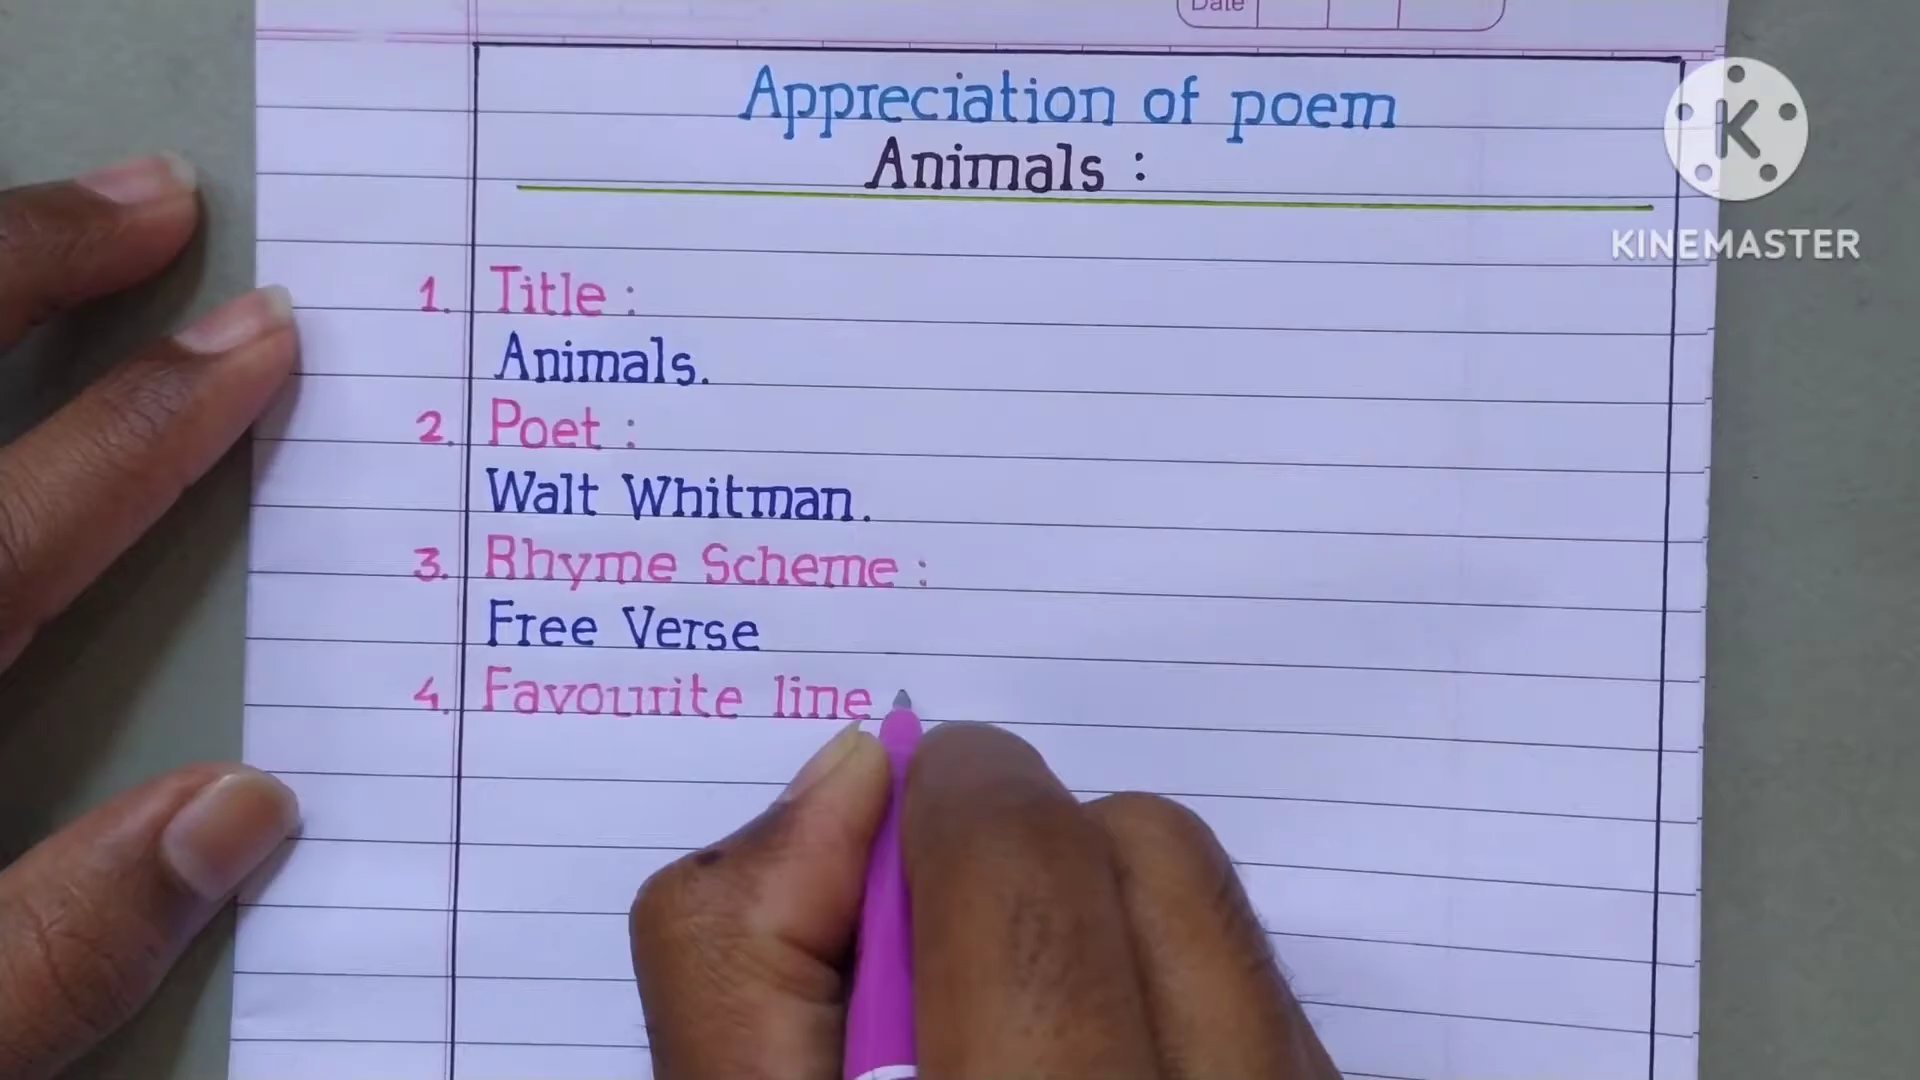 Date
Appreciation of poem
Animals :
1. Title :
Animals.
2. Poet :
Walt Whitman.
3. Rhyme Scheme :
Free Verse
4. Favourite line
K
KINEMASTER